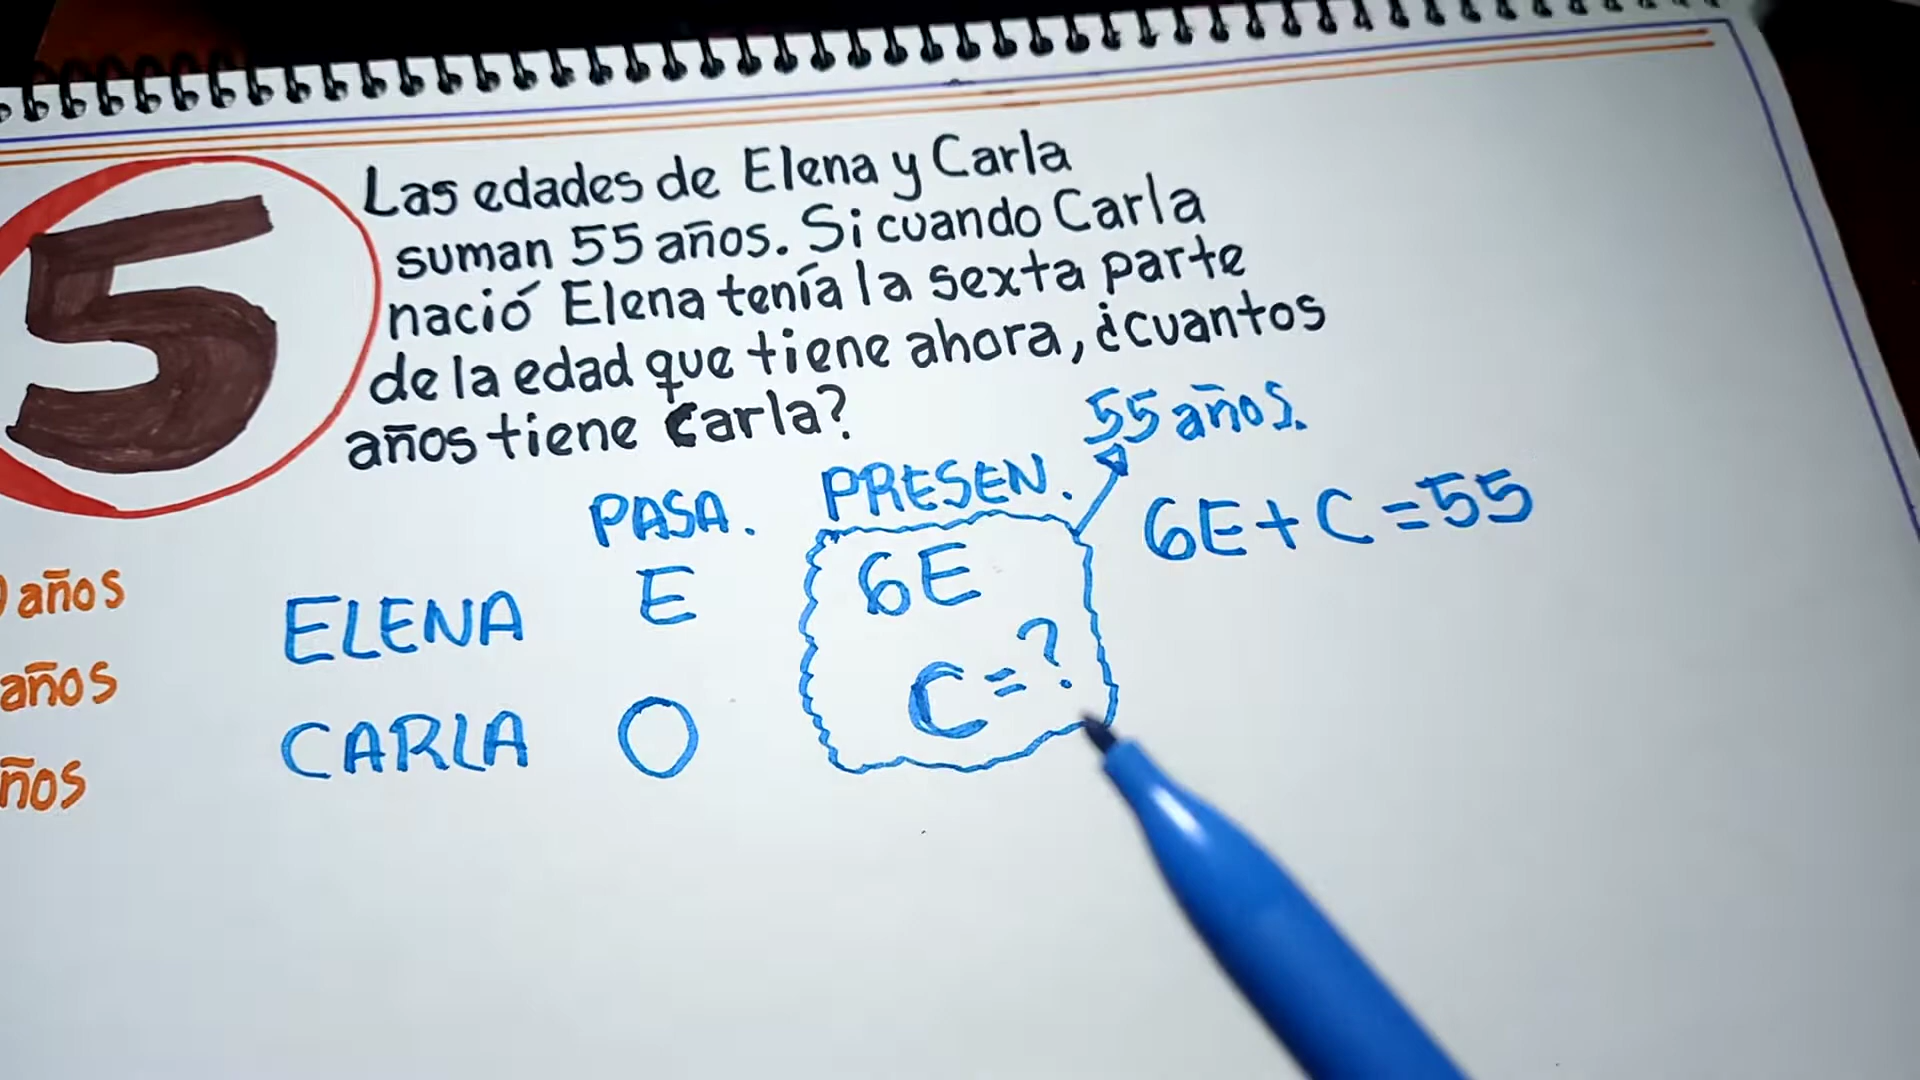 5
Las edades de Elena y Carla
suman 55 años. Si cuando Carla
nació Elena tenía la sexta parte
de la edad que tiene ahora, ¿cuantos
años tiene Carla?
55 años.
PASA. PRESEN.
6E+C=55
ELENA E 6E
CARLA O C=?
años
años
ños